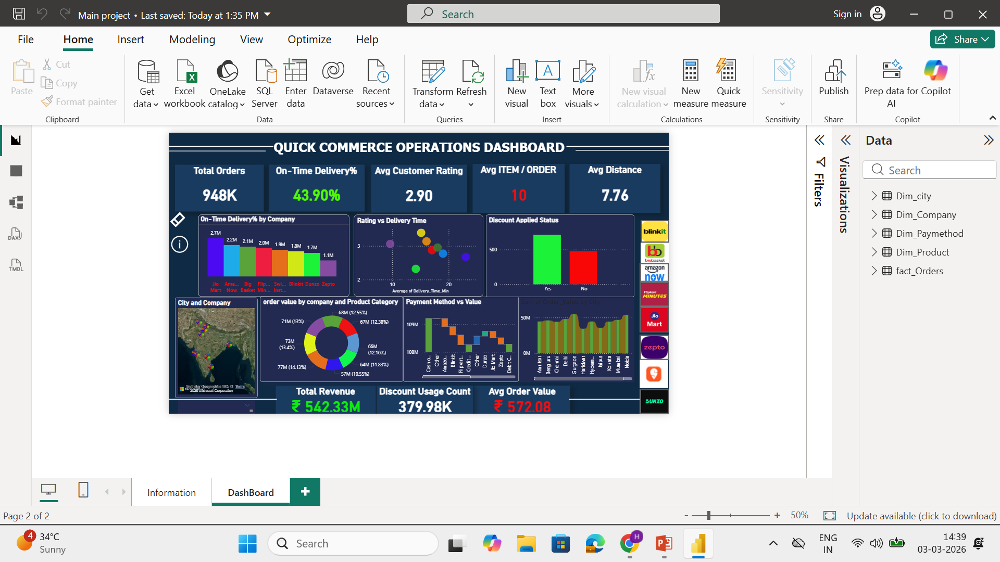 Main project • Last saved: Today at 1:35 PM
Search
Sign in
File
Home
Insert
Modeling
View
Optimize
Help
Share
Paste
Cut
Copy
Format painter
Clipboard
Get data
Excel workbook
OneLake catalog
SQL Server
Enter data
Dataverse
Recent sources
Data
Transform data
Refresh
Queries
New visual
Text box
More visuals
Insert
New visual calculation
New measure
Quick measure
Calculations
Sensitivity
Sensitivity
Publish
Share
Prep data for AI
Copilot
Copilot
DAX
TMDL
QUICK COMMERCE OPERATIONS DASHBOARD
Total Orders
948K
On-Time Delivery%
43.90%
Avg Customer Rating
2.90
Avg ITEM / ORDER
10
Avg Distance
7.76
On-Time Delivery% by Company
2.7M
2.2M
2.1M
2.0M
1.9M
1.8M
1.7M
1.1M
Jio Mart
Ama... Now
Big Basket
Flip... Min...
Swi... Inst...
Blinkit
Dunzo
Zepto
Rating vs Delivery Time
3
2
10
20
Average of Delivery_Time_Min
Discount Applied Status
500
0
Yes
No
blinkit
bb
bigbasket
amazon
now
Flipkart
MINUTES
Jio
Mart
zepto
DUNZO
City and Company
Microsoft Corporation
Terms
order value by company and Product Category
68M (12.55%)
67M (12.38%)
66M (12.16%)
64M (11.83%)
57M (10.55%)
77M (14.13%)
73M (13.4%)
71M (13%)
Payment Method vs Value
109M
108M
Cash o...
Other
Amazo...
Blinkit
Flipkart...
Credit ...
Other
Dunzo
Jio Mart
Zepto
Debit C...
Sum of Order_Value by City
50M
0M
Amritsar
Bengluru
Chennai
Delhi
Gurgaon
Haridwar
Hydera...
Jaipur
Kolkata
Mumbai
Noida
Total Revenue
₹ 542.33M
Discount Usage Count
379.98K
Avg Order Value
₹ 572.08
Filters
Visualizations
Data
Search
Dim_city
Dim_Company
Dim_Paymethod
Dim_Product
fact_Orders
Information
DashBoard
Page 2 of 2
50%
Update available (click to download)
4
34°C
Sunny
Search
H
ENG
IN
14:39
03-03-2026